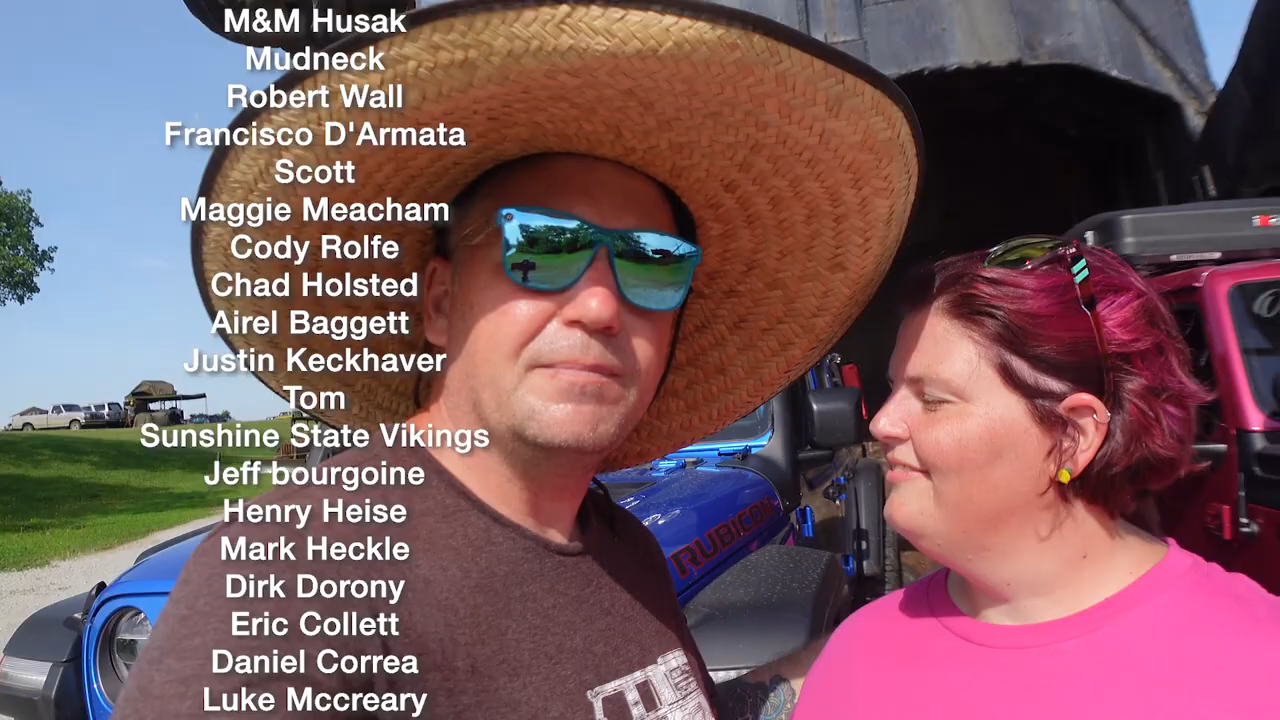 M&M Husak
Mudneck
Robert Wall
Francisco D'Armata
Scott
Maggie Meacham
Cody Rolfe
Chad Holsted
Airel Baggett
Justin Keckhaver
Tom
Sunshine State Vikings
Jeff bourgoine
Henry Heise
Mark Heckle
Dirk Dorony
Eric Collett
Daniel Correa
Luke Mccreary
RUBICON